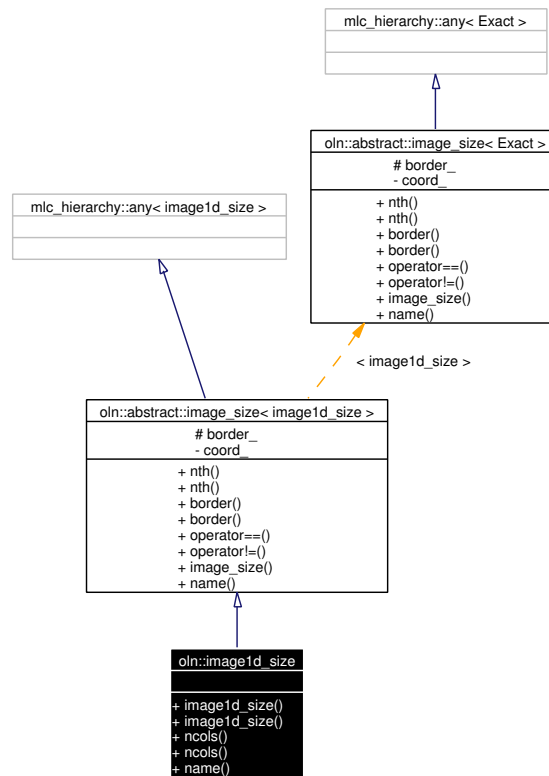 mlc_hierarchy::any< Exact >
oln::abstract::image_size< Exact >
# border_
- coord_
+ nth()
+ nth()
+ border()
+ border()
+ operator==()
+ operator!=()
+ image_size()
+ name()
mlc_hierarchy::any< image1d_size >
< image1d_size >
oln::abstract::image_size< image1d_size >
# border_
- coord_
+ nth()
+ nth()
+ border()
+ border()
+ operator==()
+ operator!=()
+ image_size()
+ name()
oln::image1d_size
+ image1d_size()
+ image1d_size()
+ ncols()
+ ncols()
+ name()